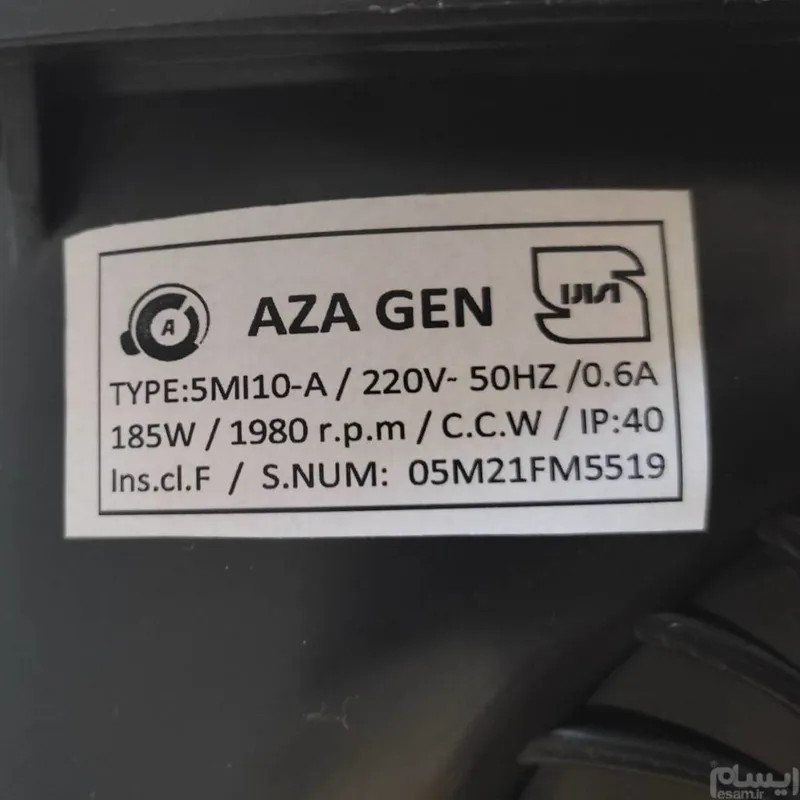 A
AZA GEN
TYPE:5MI10-A / 220V~ 50HZ /0.6A
185W / 1980 r.p.m / C.C.W / IP:40
Ins.cl.F / S.NUM: 05M21FM5519
ایسام
esam.ir